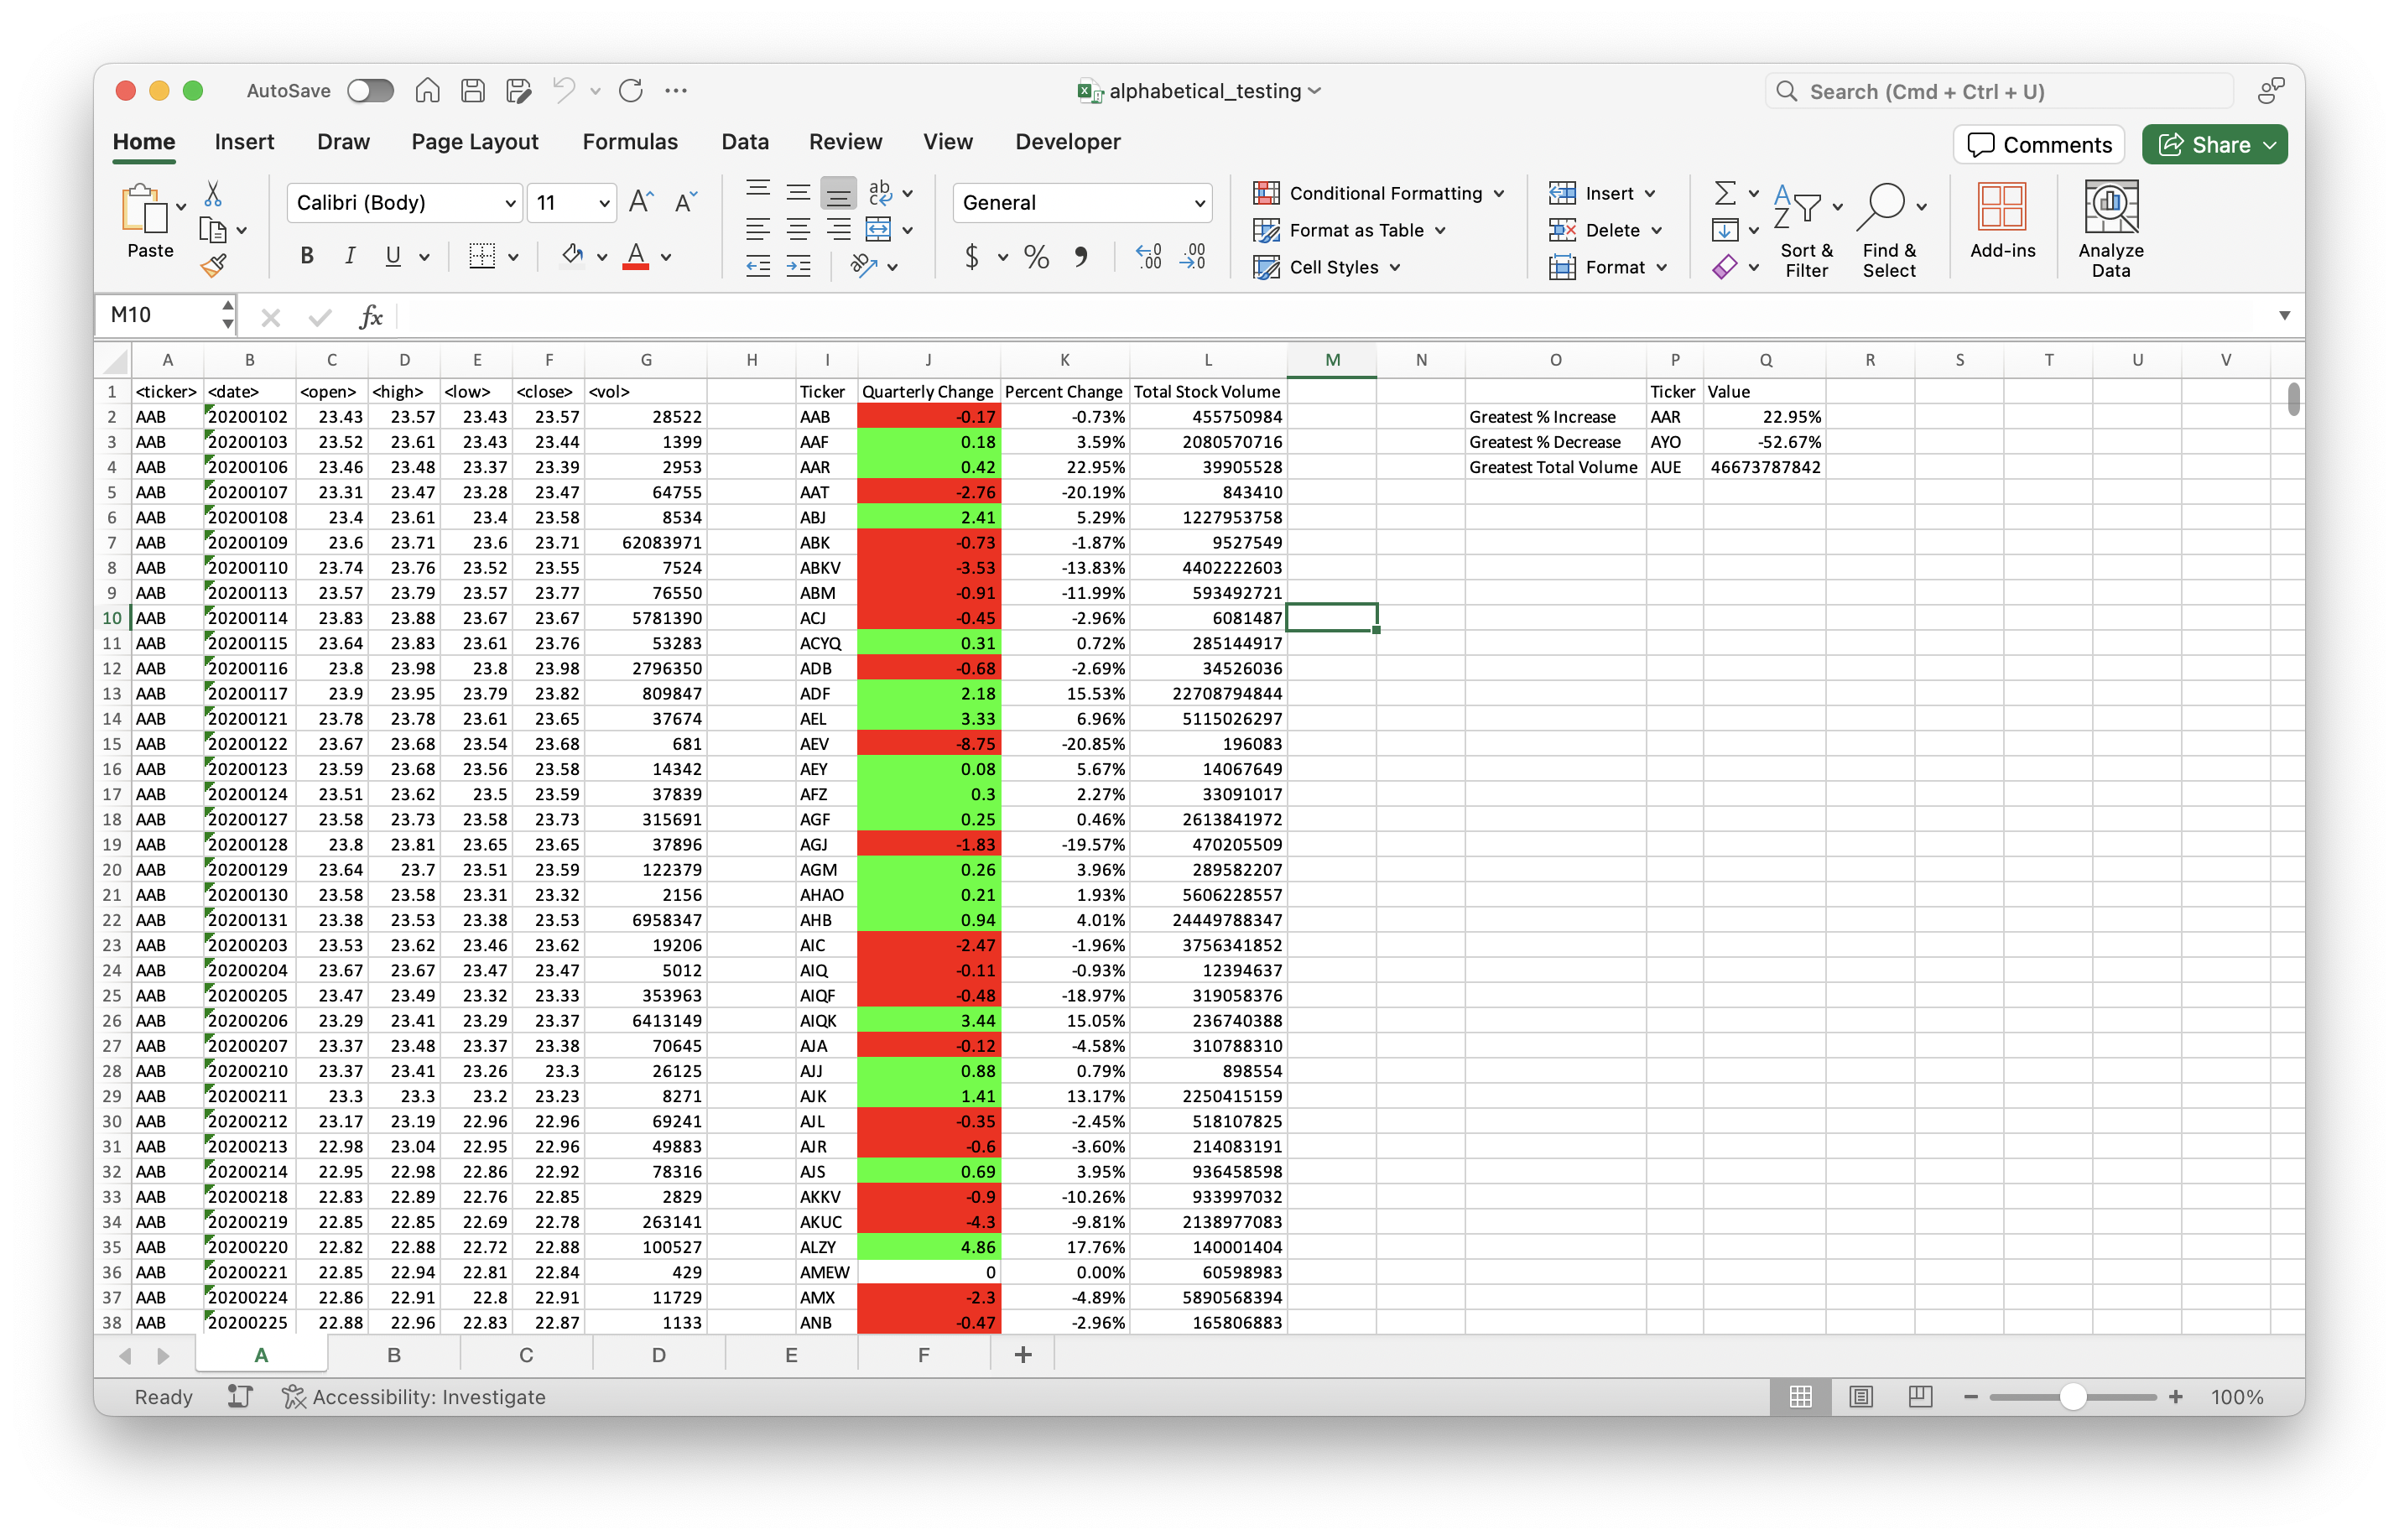 AutoSave alphabetical_testing Search (Cmd + Ctrl + U)
Home Insert Draw Page Layout Formulas Data Review View Developer Comments Share
Paste Calibri (Body) 11 General Conditional Formatting Format as Table Cell Styles Insert Delete Format Sort & Filter Find & Select Add-ins Analyze Data
M10 fx
A B C D E F G H I J K L M N O P Q R S T U V
1 <ticker> <date> <open> <high> <low> <close> <vol> Ticker Quarterly Change Percent Change Total Stock Volume Ticker Value
2 AAB 20200102 23.43 23.57 23.43 23.57 28522 AAB -0.17 -0.73% 455750984 Greatest % Increase AAR 22.95%
3 AAB 20200103 23.52 23.61 23.43 23.44 1399 AAF 0.18 3.59% 2080570716 Greatest % Decrease AYO -52.67%
4 AAB 20200106 23.46 23.48 23.37 23.39 2953 AAR 0.42 22.95% 39905528 Greatest Total Volume AUE 46673787842
5 AAB 20200107 23.31 23.47 23.28 23.47 64755 AAT -2.76 -20.19% 843410
6 AAB 20200108 23.4 23.61 23.4 23.58 8534 ABJ 2.41 5.29% 1227953758
7 AAB 20200109 23.6 23.71 23.6 23.71 62083971 ABK -0.73 -1.87% 9527549
8 AAB 20200110 23.74 23.76 23.52 23.55 7524 ABKV -3.53 -13.83% 4402222603
9 AAB 20200113 23.57 23.79 23.57 23.77 76550 ABM -0.91 -11.99% 593492721
10 AAB 20200114 23.83 23.88 23.67 23.67 5781390 ACJ -0.45 -2.96% 6081487
11 AAB 20200115 23.64 23.83 23.61 23.76 53283 ACYQ 0.31 0.72% 285144917
12 AAB 20200116 23.8 23.98 23.8 23.98 2796350 ADB -0.68 -2.69% 34526036
13 AAB 20200117 23.9 23.95 23.79 23.82 809847 ADF 2.18 15.53% 22708794844
14 AAB 20200121 23.78 23.78 23.61 23.65 37674 AEL 3.33 6.96% 5115026297
15 AAB 20200122 23.67 23.68 23.54 23.68 681 AEV -8.75 -20.85% 196083
16 AAB 20200123 23.59 23.68 23.56 23.58 14342 AEY 0.08 5.67% 14067649
17 AAB 20200124 23.51 23.62 23.5 23.59 37839 AFZ 0.3 2.27% 33091017
18 AAB 20200127 23.58 23.73 23.58 23.73 315691 AGF 0.25 0.46% 2613841972
19 AAB 20200128 23.8 23.81 23.65 23.65 37896 AGJ -1.83 -19.57% 470205509
20 AAB 20200129 23.64 23.7 23.51 23.59 122379 AGM 0.26 3.96% 289582207
21 AAB 20200130 23.58 23.58 23.31 23.32 2156 AHAO 0.21 1.93% 5606228557
22 AAB 20200131 23.38 23.53 23.38 23.53 6958347 AHB 0.94 4.01% 24449788347
23 AAB 20200203 23.53 23.62 23.46 23.62 19206 AIC -2.47 -1.96% 3756341852
24 AAB 20200204 23.67 23.67 23.47 23.47 5012 AIQ -0.11 -0.93% 12394637
25 AAB 20200205 23.47 23.49 23.32 23.33 353963 AIQF -0.48 -18.97% 319058376
26 AAB 20200206 23.29 23.41 23.29 23.37 6413149 AIQK 3.44 15.05% 236740388
27 AAB 20200207 23.37 23.48 23.37 23.38 70645 AJA -0.12 -4.58% 310788310
28 AAB 20200210 23.37 23.41 23.26 23.3 26125 AJJ 0.88 0.79% 898554
29 AAB 20200211 23.3 23.3 23.2 23.23 8271 AJK 1.41 13.17% 2250415159
30 AAB 20200212 23.17 23.19 22.96 22.96 69241 AJL -0.35 -2.45% 518107825
31 AAB 20200213 22.98 23.04 22.95 22.96 49883 AJR -0.6 -3.60% 214083191
32 AAB 20200214 22.95 22.98 22.86 22.92 78316 AJS 0.69 3.95% 936458598
33 AAB 20200218 22.83 22.89 22.76 22.85 2829 AKKV -0.9 -10.26% 933997032
34 AAB 20200219 22.85 22.85 22.69 22.78 263141 AKUC -4.3 -9.81% 2138977083
35 AAB 20200220 22.82 22.88 22.72 22.88 100527 ALZY 4.86 17.76% 140001404
36 AAB 20200221 22.85 22.94 22.81 22.84 429 AMEW 0 0.00% 60598983
37 AAB 20200224 22.86 22.91 22.8 22.91 11729 AMX -2.3 -4.89% 5890568394
38 AAB 20200225 22.88 22.96 22.83 22.87 1133 ANB -0.47 -2.96% 165806883
A B C D E F +
Ready Accessibility: Investigate 100%